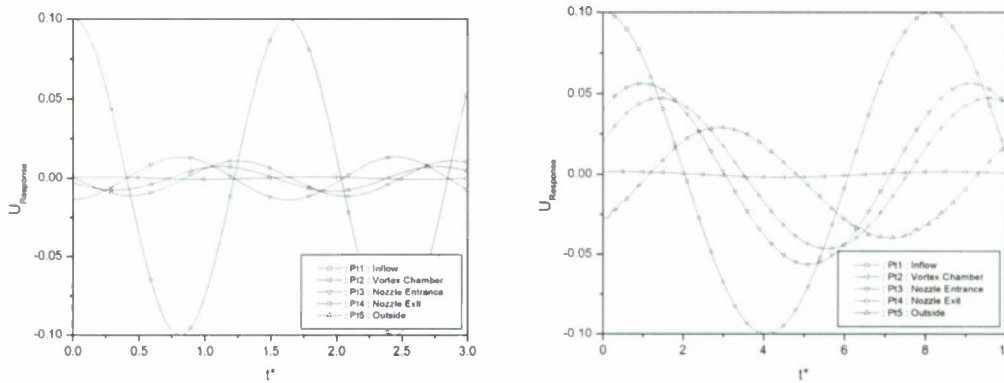 0.10
0.05
0.00
-0.05
-0.10
U Response
: Pt1 : Inflow
: Pt2 : Vortex Chamber
: Pt3 : Nozzle Entrance
: Pt4 : Nozzle Exit
: Pt5 : Outside
0.0 0.5 1.0 1.5 2.0 2.5 3.0
t*
0.10
0.05
0.00
-0.05
-0.10
U Response
: Pt1 : Inflow
: Pt2 : Vortex Chamber
: Pt3 : Nozzle Entrance
: Pt4 : Nozzle Exit
: Pt5 : Outside
0 2 4 6 8 10
t*